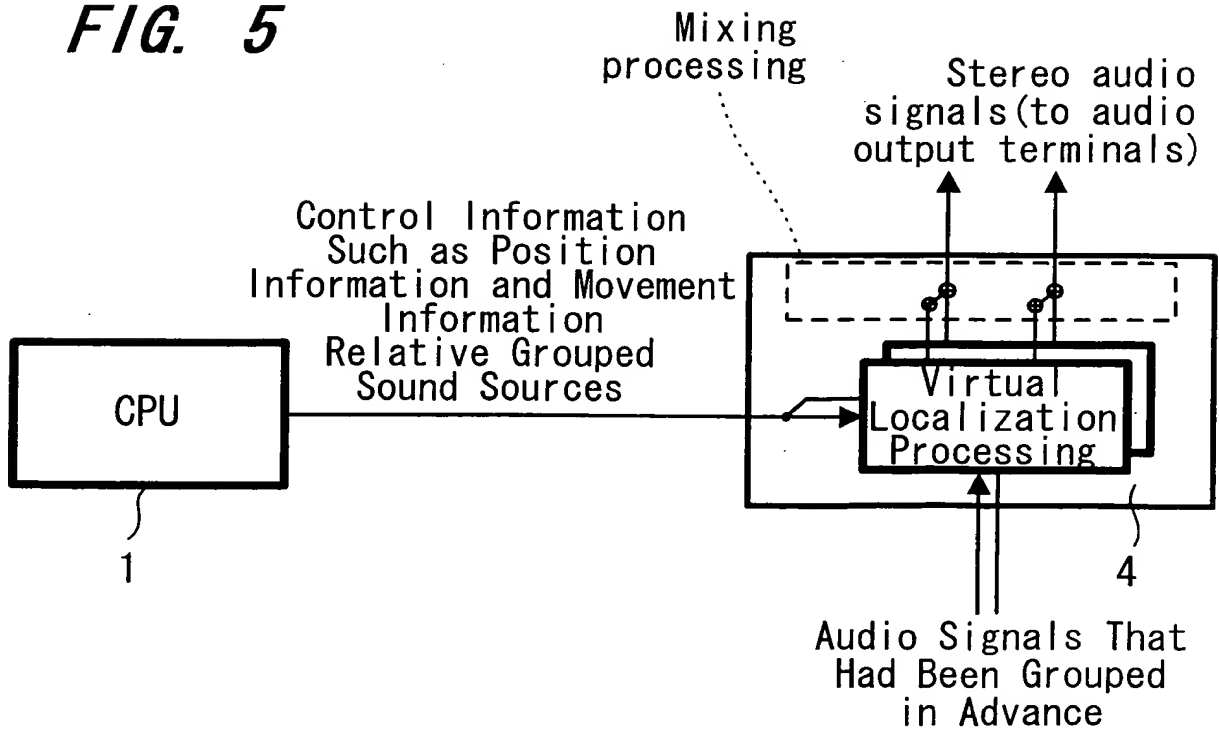 FIG. 5
Mixing
processing
Stereo audio
signals(to audio
output terminals)
Control Information
Such as Position
Information and Movement
Information
Relative Grouped
Sound Sources
CPU
1
Virtual
Localization
Processing
4
Audio Signals That
Had Been Grouped
in Advance